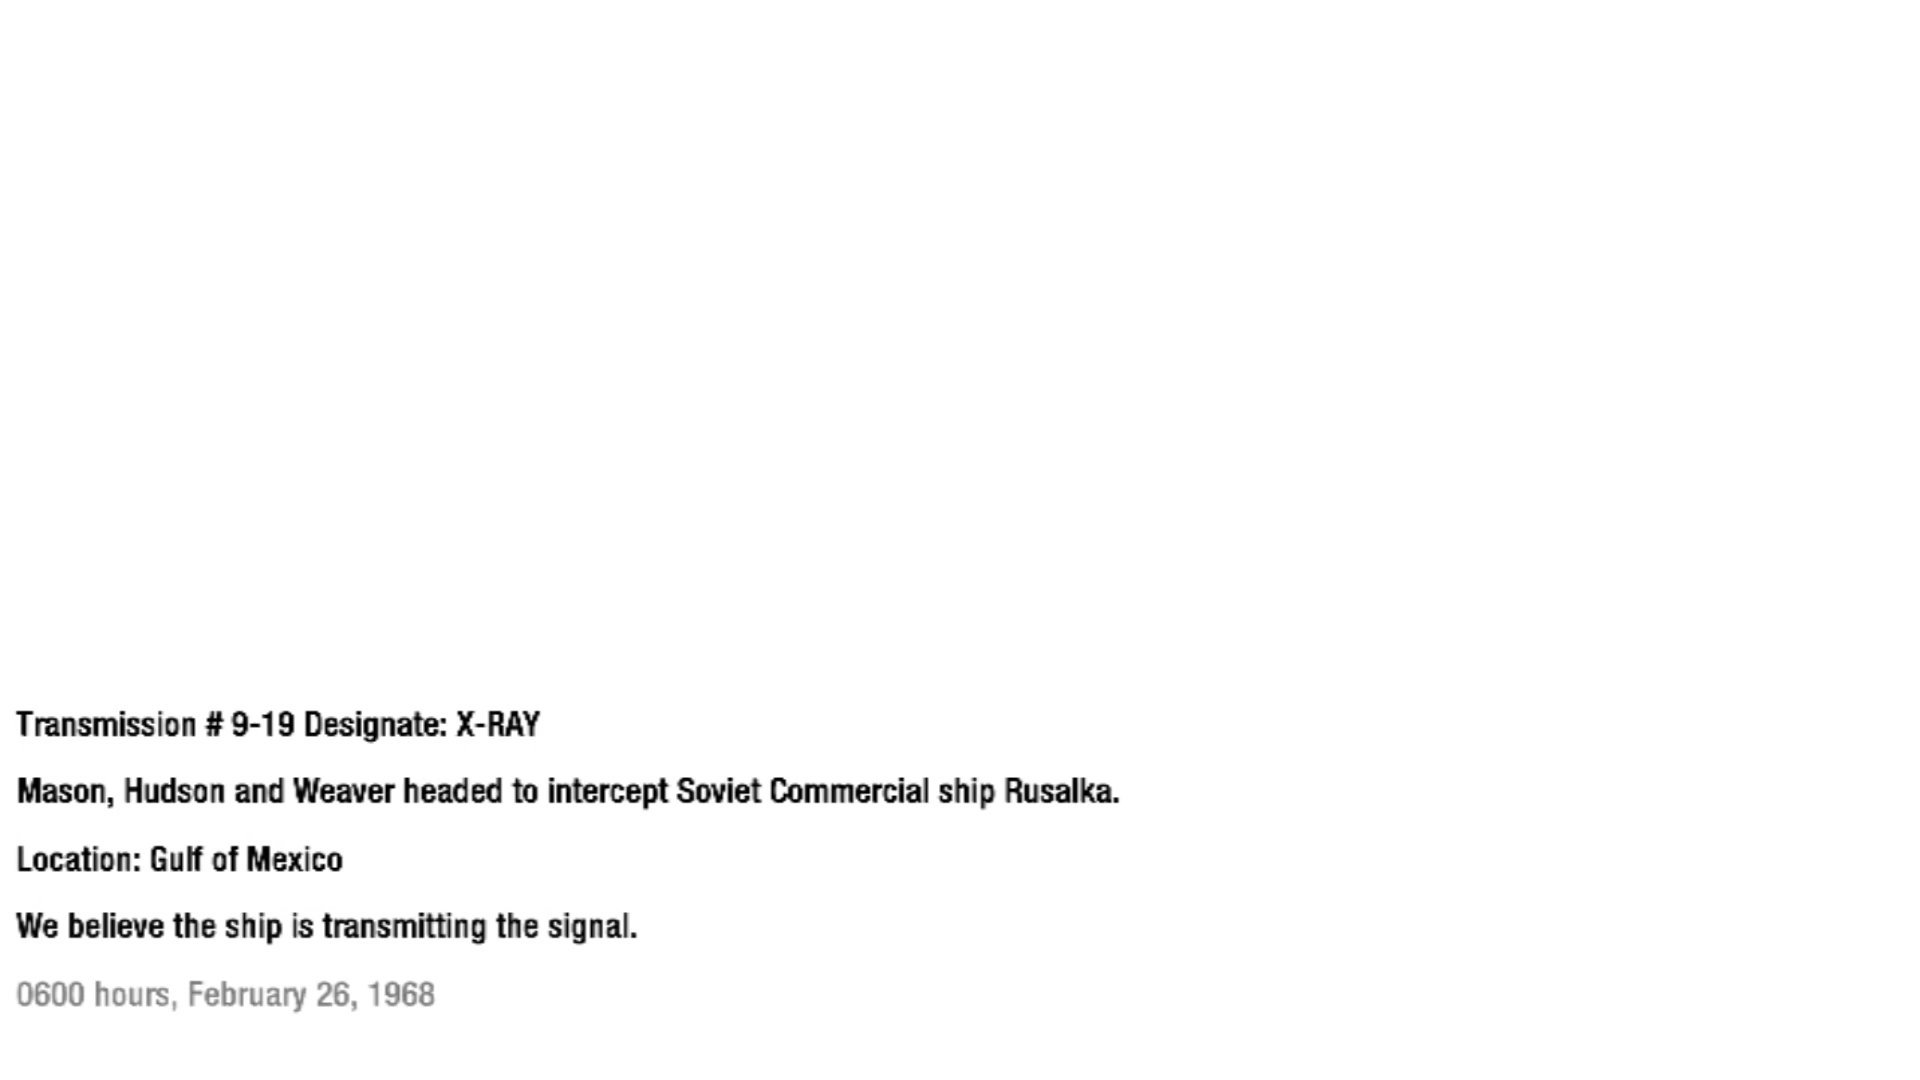 Transmission # 9-19 Designate: X-RAY
Mason, Hudson and Weaver headed to intercept Soviet Commercial ship Rusalka.
Location: Gulf of Mexico
We believe the ship is transmitting the signal.
0600 hours, February 26, 1968